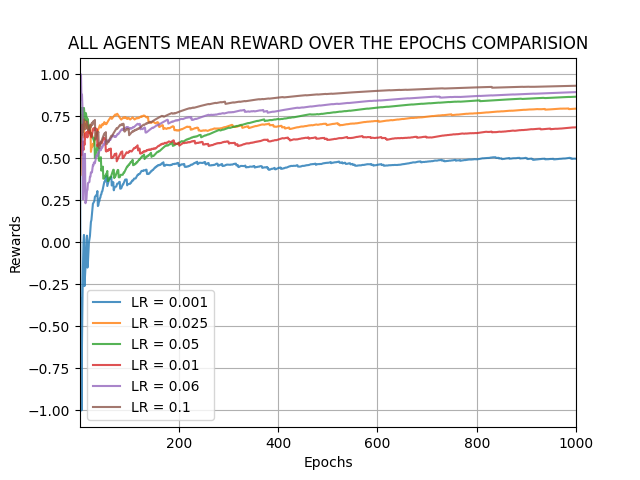 ALL AGENTS MEAN REWARD OVER THE EPOCHS COMPARISION
1.00
0.75
0.50
0.25
0.00
−0.25
−0.50
−0.75
−1.00
Rewards
LR = 0.001
LR = 0.025
LR = 0.05
LR = 0.01
LR = 0.06
LR = 0.1
200 400 600 800 1000
Epochs